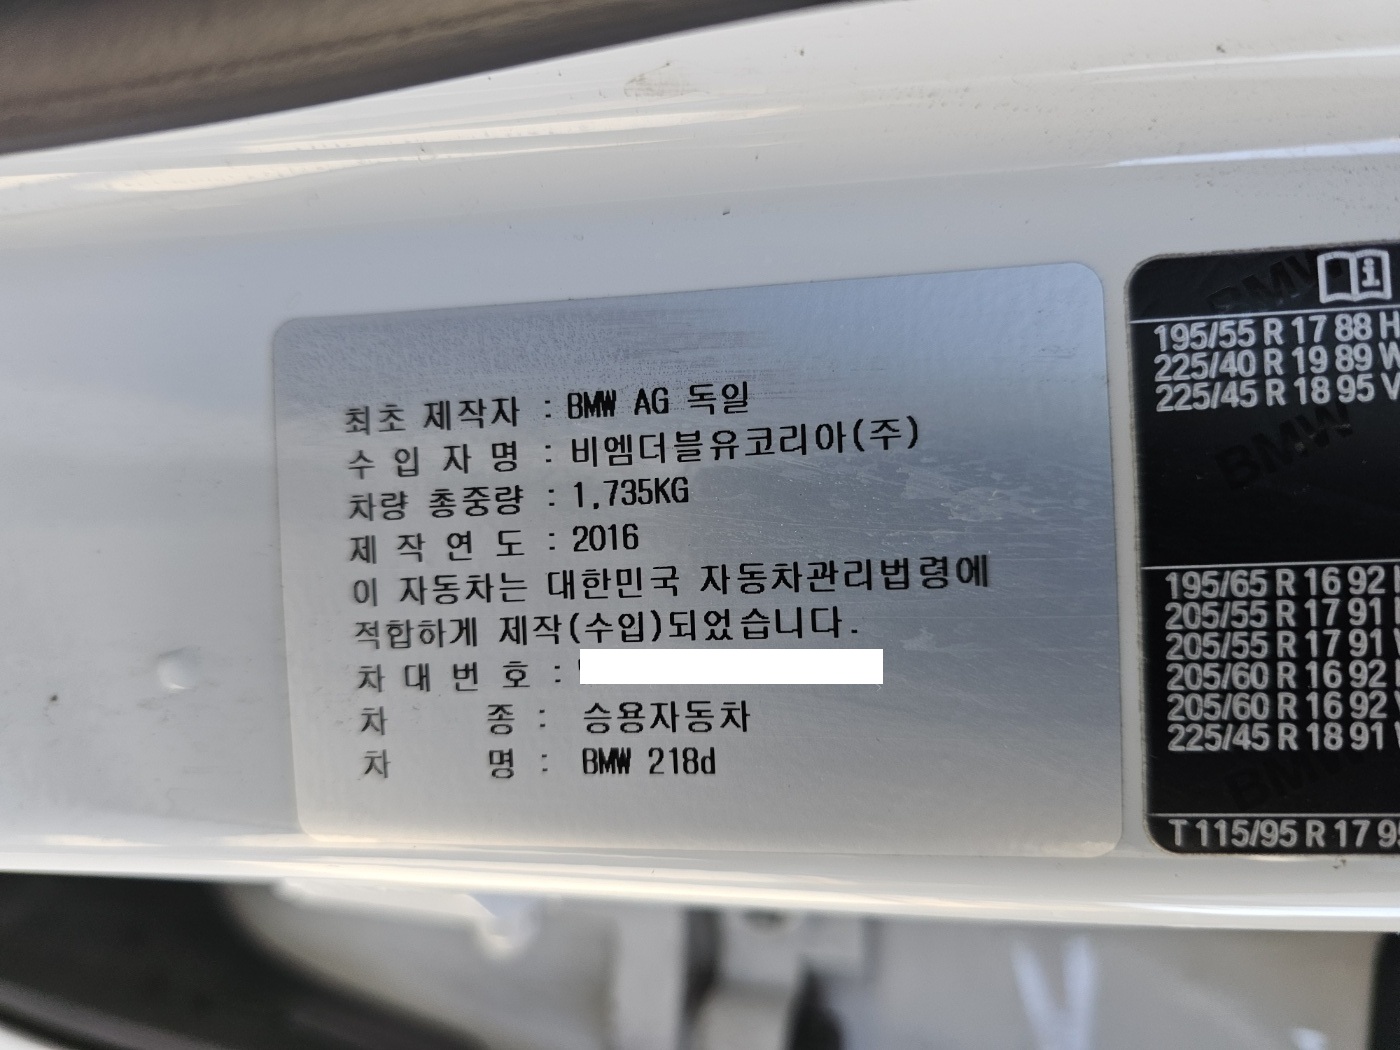 최초 제작자 : BMW AG 독일
수 입 자 명 : 비엠더블유코리아(주)
차량 총중량 : 1,735KG
제 작 연 도 : 2016
이 자동차는 대한민국 자동차관리법령에
적합하게 제작(수입)되었습니다.
차 대 번 호 :
차 종 : 승용자동차
차 명 : BMW 218d
BMW
195/55 R 17 88 H
225/40 R 19 89 W
225/45 R 18 95 V
BMW
195/65 R 16 92
205/55 R 17 91
205/55 R 17 91
205/60 R 16 92
205/60 R 16 92
225/45 R 18 91
BMW
T 115/95 R 17 95